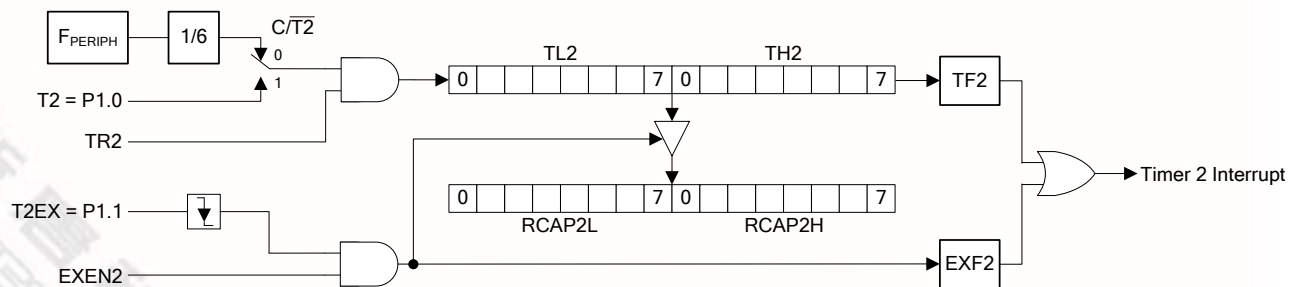 F_PERIPH
1/6
C/T2
0
1
T2 = P1.0
TR2
TL2
TH2
0 7 0 7
TF2
Timer 2 Interrupt
T2EX = P1.1
EXEN2
0 7 0 7
RCAP2L
RCAP2H
EXF2